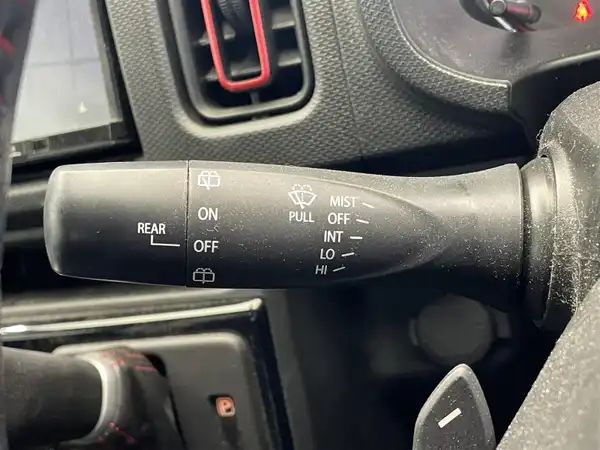 MIST
ON
PULL
OFF
REAR
OFF
INT
LO
HI
P